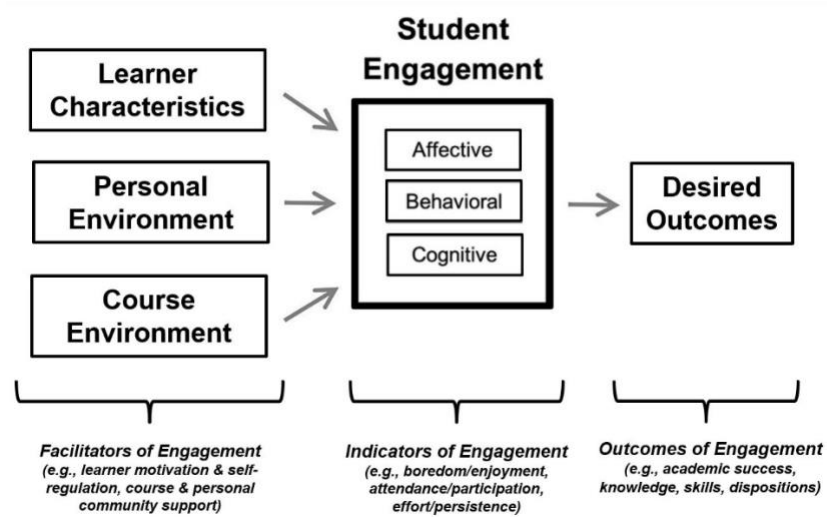 Student
Engagement
Learner
Characteristics
Personal
Environment
Course
Environment
Affective
Behavioral
Cognitive
Desired
Outcomes
Facilitators of Engagement
(e.g., learner motivation & self-
regulation, course & personal
community support)
Indicators of Engagement
(e.g., boredom/enjoyment,
attendance/participation,
effort/persistence)
Outcomes of Engagement
(e.g., academic success,
knowledge, skills, dispositions)